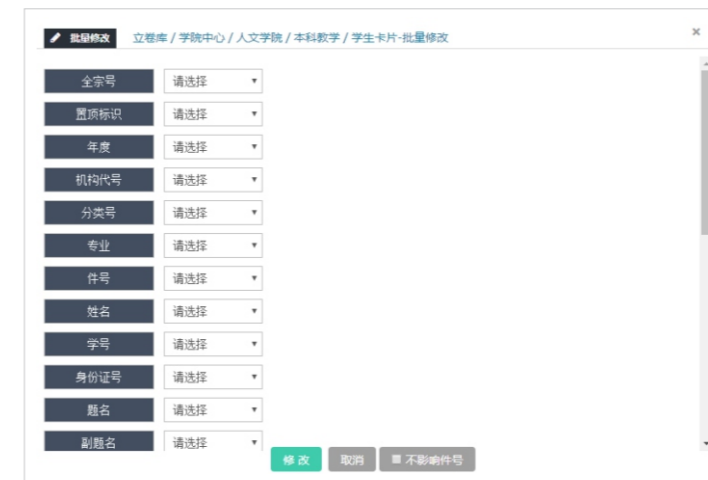 批量修改 立卷库 / 学院中心 / 人文学院 / 本科教学 / 学生卡片-批量修改 ×
全宗号 请选择
置顶标识 请选择
年度 请选择
机构代号 请选择
分类号 请选择
专业 请选择
件号 请选择
姓名 请选择
学号 请选择
身份证号 请选择
题名 请选择
副题名 请选择
修改 取消 不影响件号